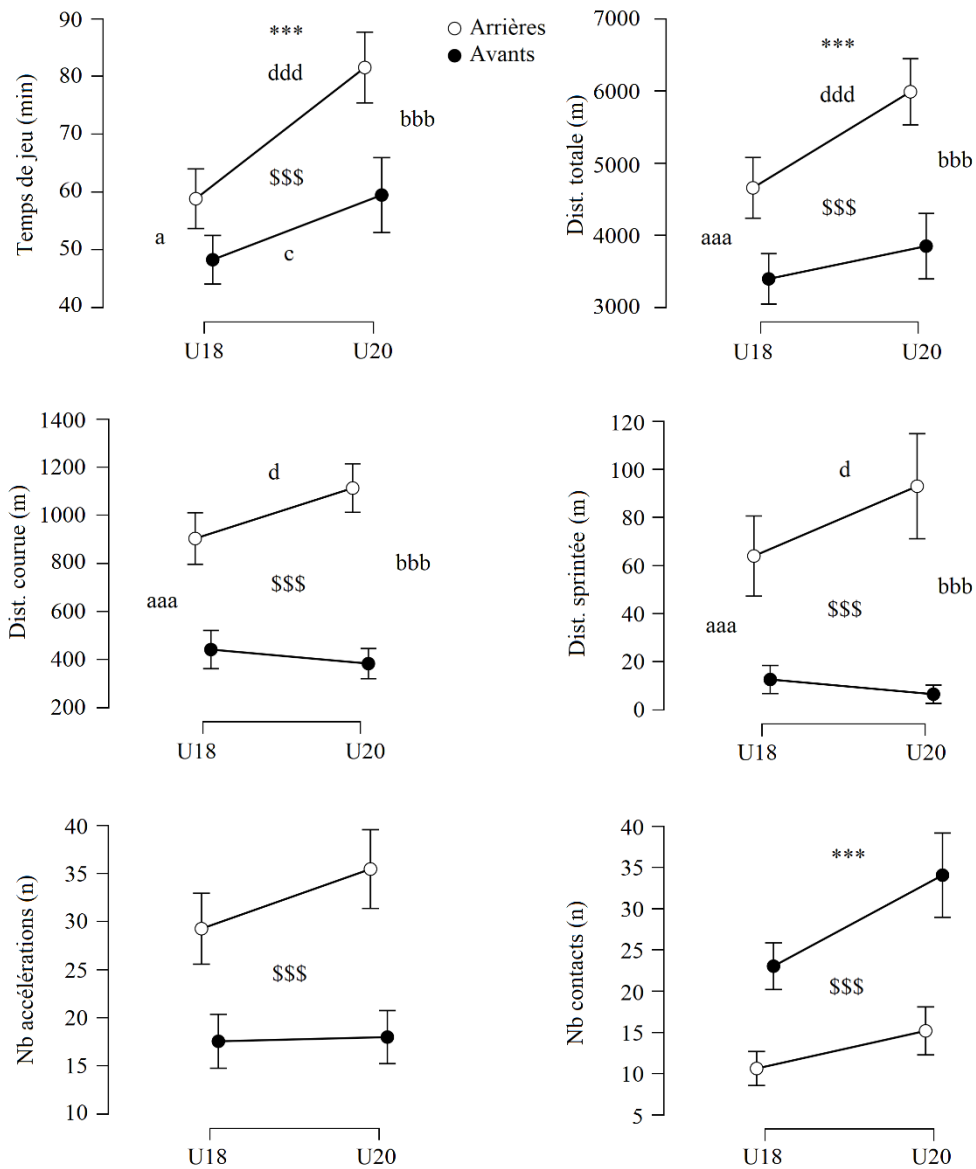 Temps de jeu (min)
90
80
70
60
50
40
***
ddd
bbb
$$$
a
c
U18
U20
Arrières
Avants
Dist. totale (m)
7000
6000
5000
4000
3000
***
ddd
bbb
$$$
aaa
U18
U20
Dist. courue (m)
1400
1200
1000
800
600
400
200
d
bbb
$$$
aaa
U18
U20
Dist. sprintée (m)
120
100
80
60
40
20
0
d
bbb
$$$
aaa
U18
U20
Nb accélérations (n)
40
35
30
25
20
15
10
$$$
U18
U20
Nb contacts (n)
40
35
30
25
20
15
10
5
***
$$$
U18
U20